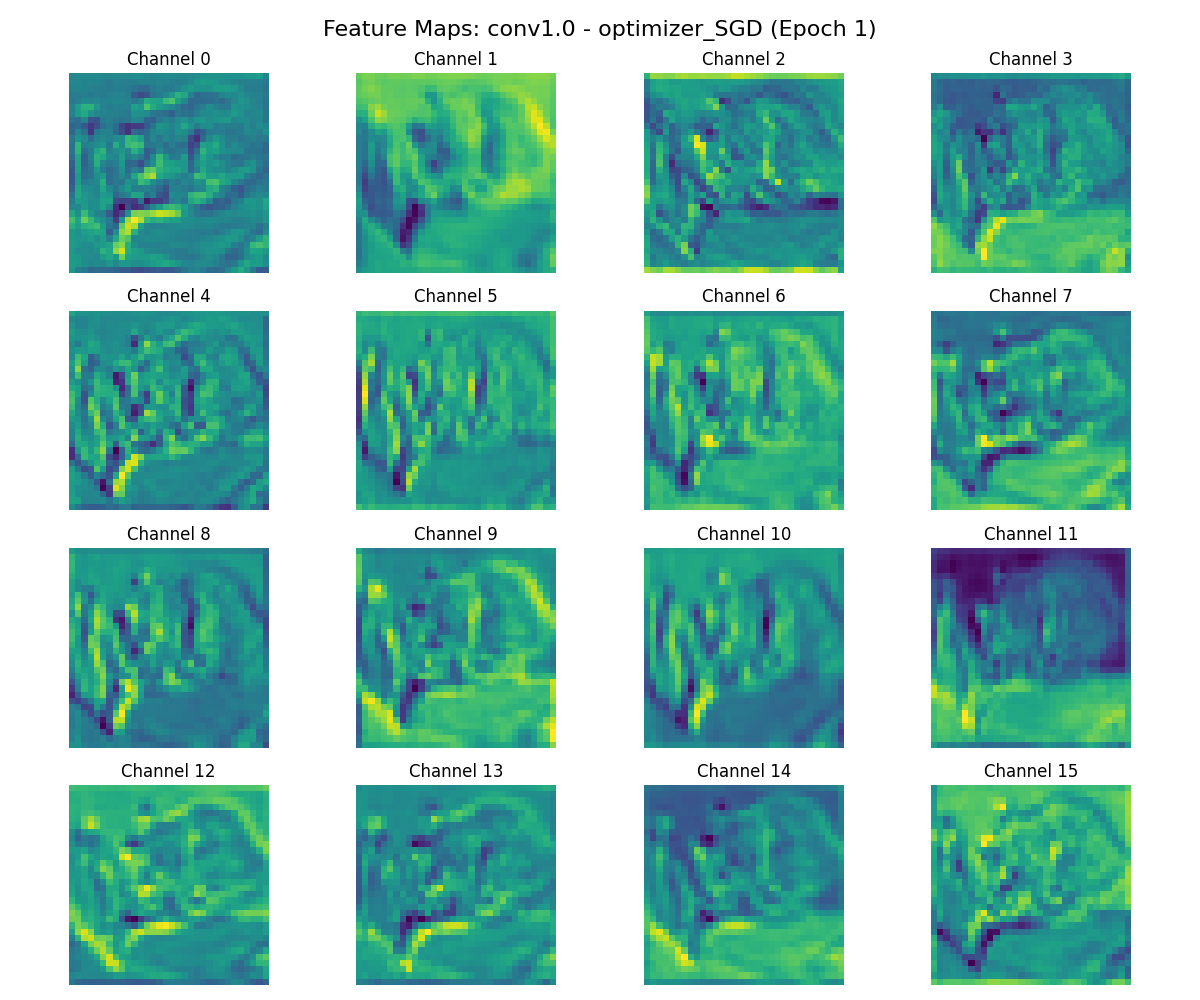 Feature Maps: conv1.0 - optimizer_SGD (Epoch 1)
Channel 0
Channel 1
Channel 2
Channel 3
Channel 4
Channel 5
Channel 6
Channel 7
Channel 8
Channel 9
Channel 10
Channel 11
Channel 12
Channel 13
Channel 14
Channel 15